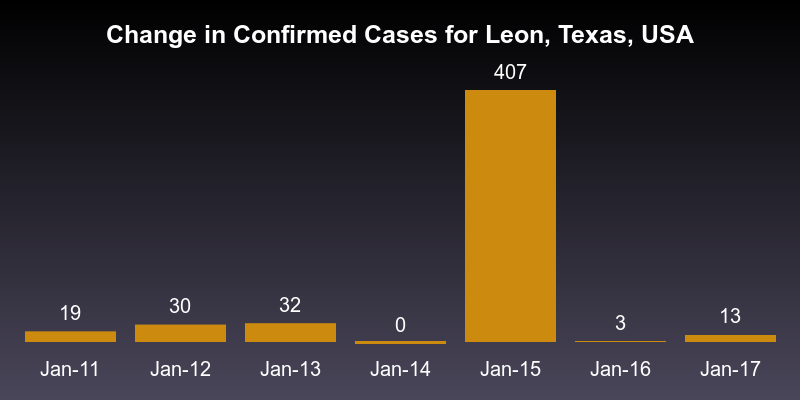 Change in Confirmed Cases for Leon, Texas, USA
407
19 30 32 0 3 13
Jan-11 Jan-12 Jan-13 Jan-14 Jan-15 Jan-16 Jan-17